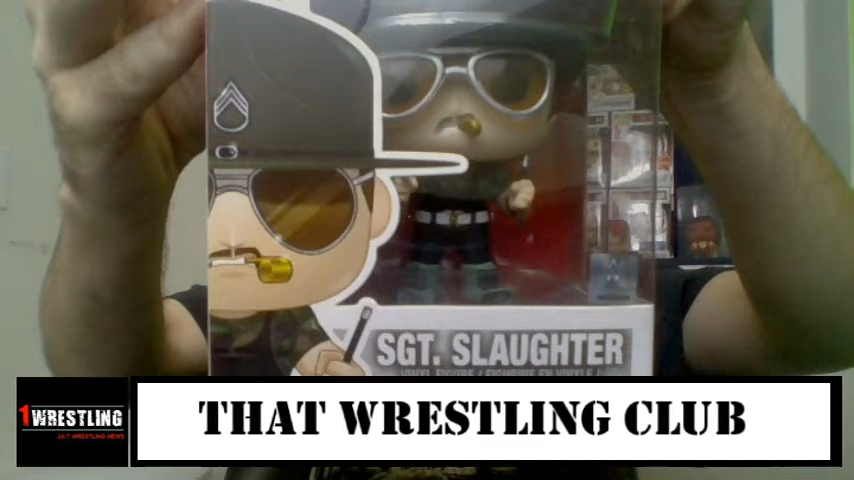 SGT. SLAUGHTER
VINYL FIGURE / FIGURINE EN VINYLE /
1WRESTLING
24/7 WRESTLING NEWS
THAT WRESTLING CLUB